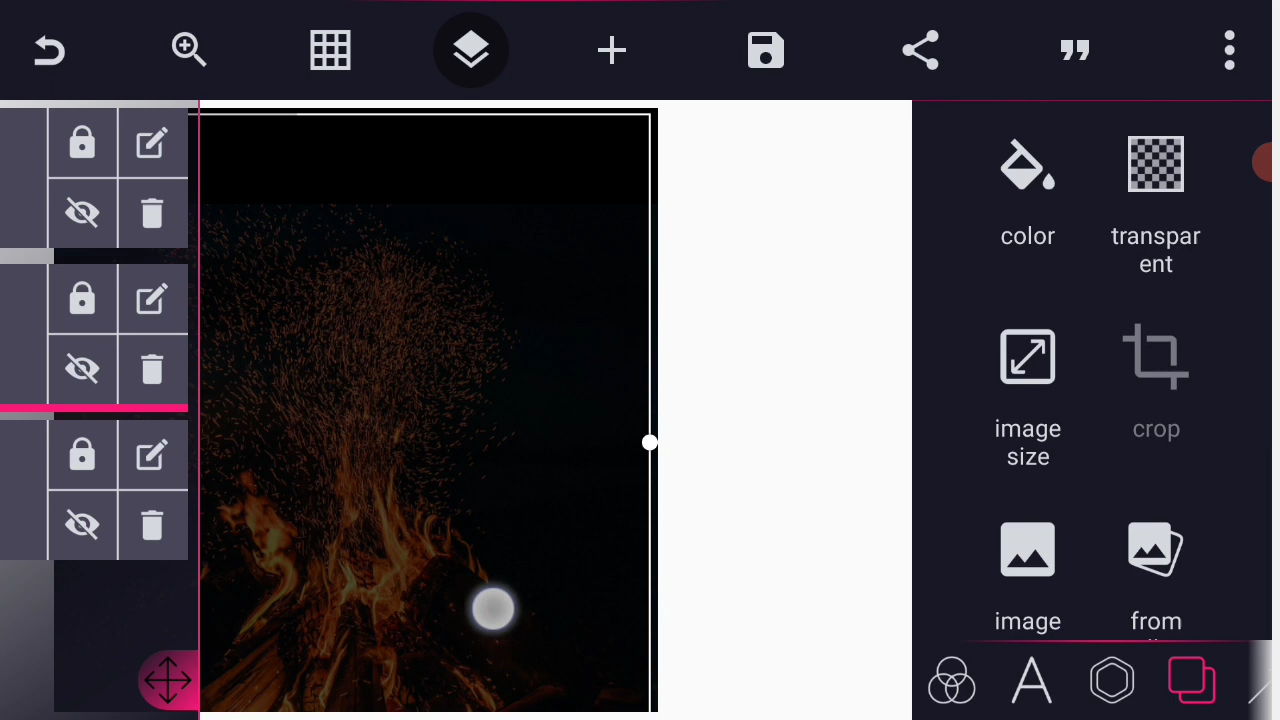 color
transpar
ent
image
size
crop
image
from